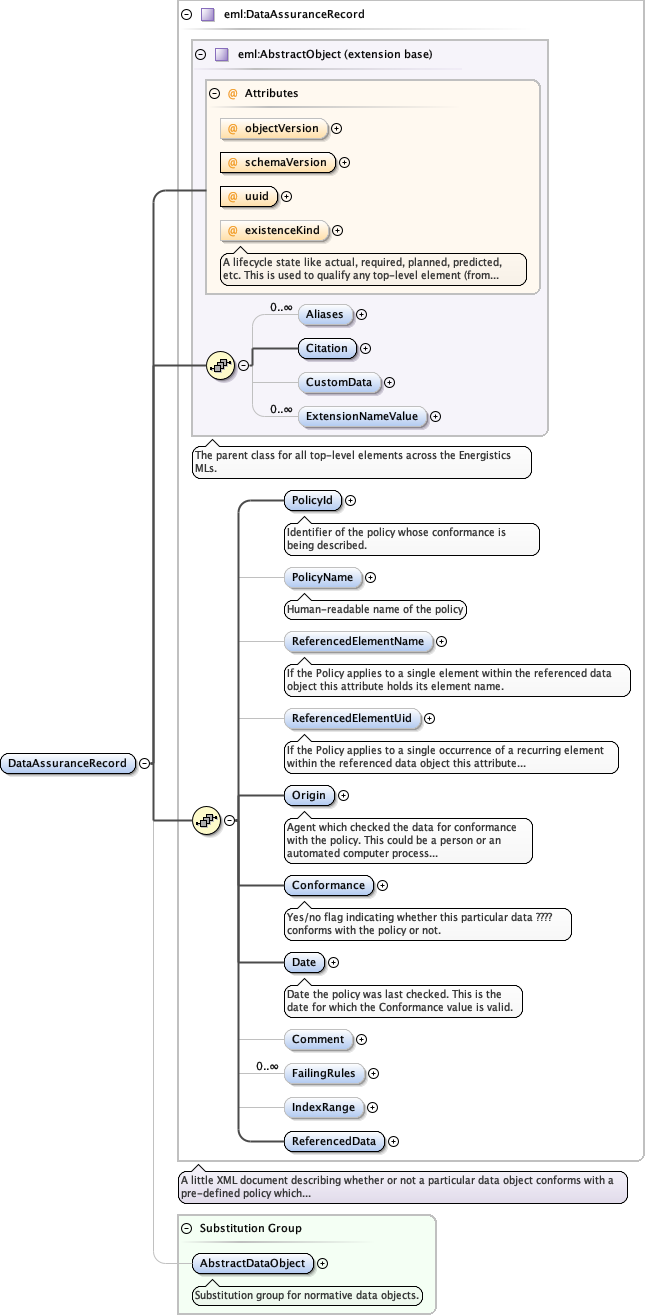 eml:DataAssuranceRecord
eml:AbstractObject (extension base)
@ Attributes
@ objectVersion
@ schemaVersion
@ uuid
@ existenceKind
A lifecycle state like actual, required, planned, predicted,
etc. This is used to qualify any top-level element (from...
0..∞
Aliases
Citation
CustomData
0..∞
ExtensionNameValue
The parent class for all top-level elements across the Energistics
MLs.
PolicyId
Identifier of the policy whose conformance is
being described.
PolicyName
Human-readable name of the policy
ReferencedElementName
If the Policy applies to a single element within the referenced data
object this attribute holds its element name.
ReferencedElementUid
If the Policy applies to a single occurrence of a recurring element
within the referenced data object this attribute...
DataAssuranceRecord
Origin
Agent which checked the data for conformance
with the policy. This could be a person or an
automated computer process...
Conformance
Yes/no flag indicating whether this particular data ????
conforms with the policy or not.
Date
Date the policy was last checked. This is the
date for which the Conformance value is valid.
Comment
0..∞
FailingRules
IndexRange
ReferencedData
A little XML document describing whether or not a particular data object conforms with a
pre-defined policy which...
Substitution Group
AbstractDataObject
Substitution group for normative data objects.